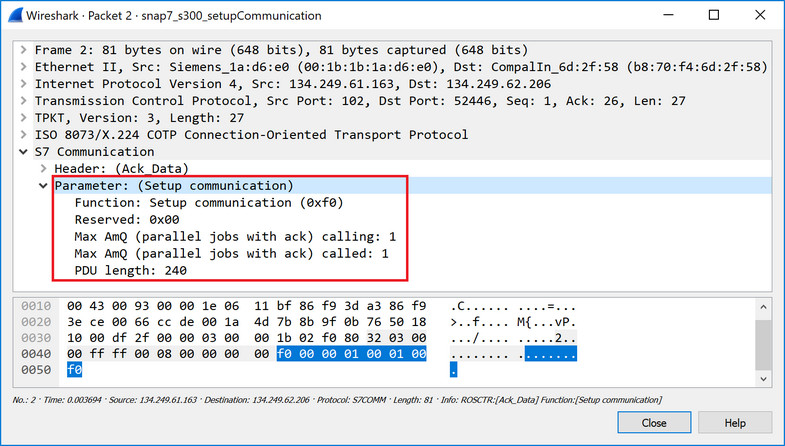 Wireshark · Packet 2 · snap7_s300_setupCommunication
Frame 2: 81 bytes on wire (648 bits), 81 bytes captured (648 bits)
Ethernet II, Src: Siemens_1a:d6:e0 (00:1b:1b:1a:d6:e0), Dst: CompalIn_6d:2f:58 (b8:70:f4:6d:2f:58)
Internet Protocol Version 4, Src: 134.249.61.163, Dst: 134.249.62.206
Transmission Control Protocol, Src Port: 102, Dst Port: 52446, Seq: 1, Ack: 26, Len: 27
TPKT, Version: 3, Length: 27
ISO 8073/X.224 COTP Connection-Oriented Transport Protocol
S7 Communication
Header: (Ack_Data)
Parameter: (Setup communication)
Function: Setup communication (0xf0)
Reserved: 0x00
Max AmQ (parallel jobs with ack) calling: 1
Max AmQ (parallel jobs with ack) called: 1
PDU length: 240
0010 00 43 00 93 00 00 1e 06 11 bf 86 f9 3d a3 86 f9 .C...... ....=...
0020 3e ce 00 66 cc de 00 1a 4d 7b 8b 9f 0b 76 50 18 >..f.... M{...vP.
0030 10 00 df 2f 00 00 03 00 00 1b 02 f0 80 32 03 00 .../.... .....2..
0040 00 ff ff 00 08 00 00 00 00 f0 00 00 01 00 01 00 ........ ........
0050 f0 .
No.: 2 · Time: 0.003694 · Source: 134.249.61.163 · Destination: 134.249.62.206 · Protocol: S7COMM · Length: 81 · Info: ROSCTR:[Ack_Data] Function:[Setup communication]
Close Help